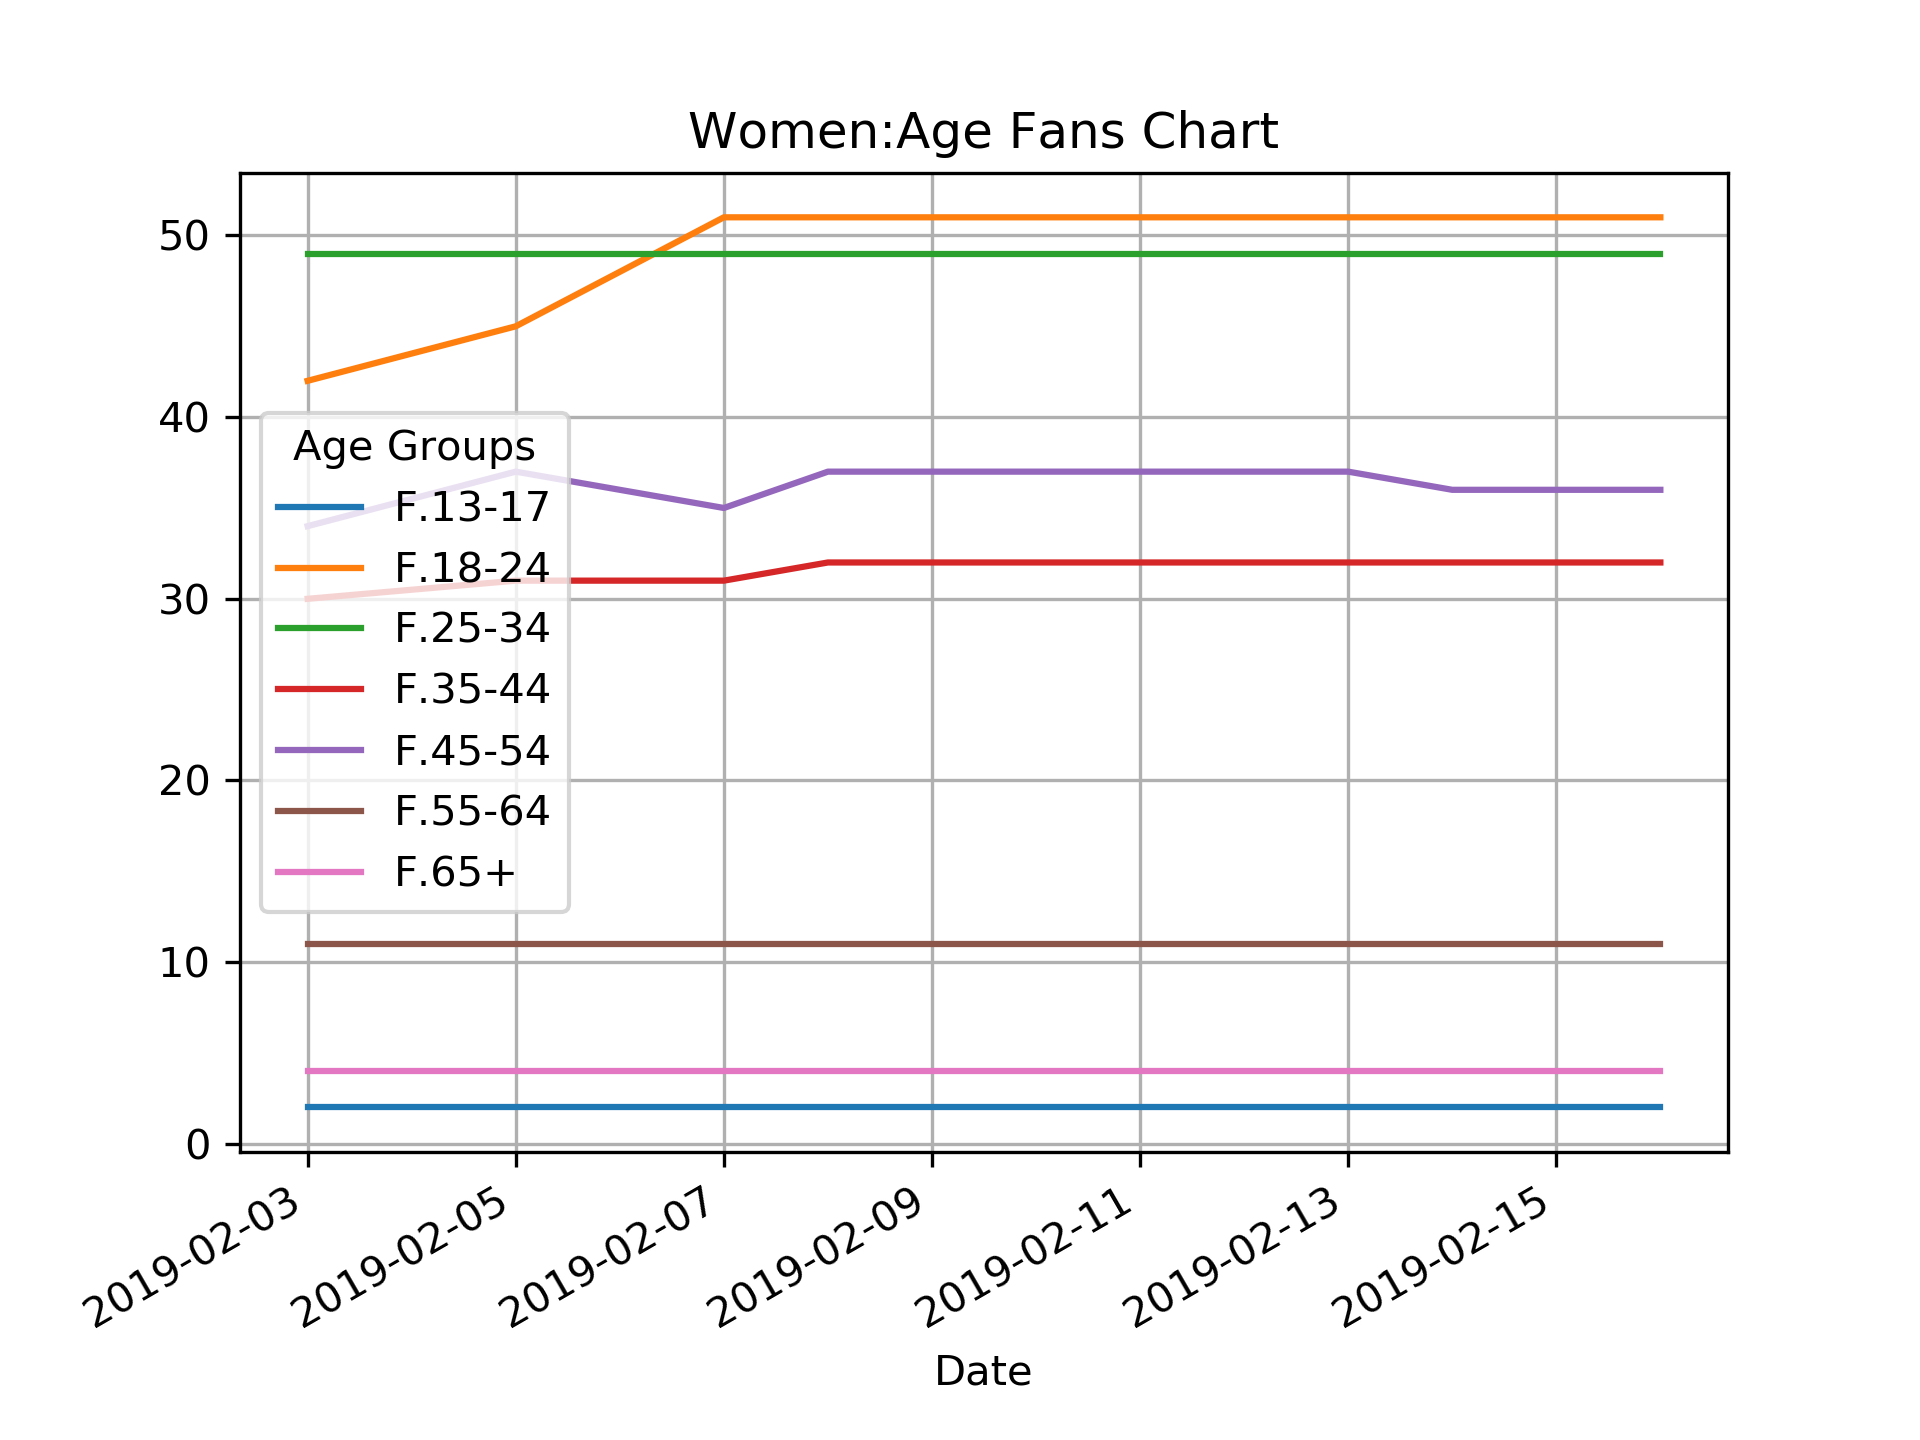 Women:Age Fans Chart
50
40
30
20
10
0
Age Groups
F.13-17
F.18-24
F.25-34
F.35-44
F.45-54
F.55-64
F.65+
2019-02-03
2019-02-05
2019-02-07
2019-02-09
2019-02-11
2019-02-13
2019-02-15
Date